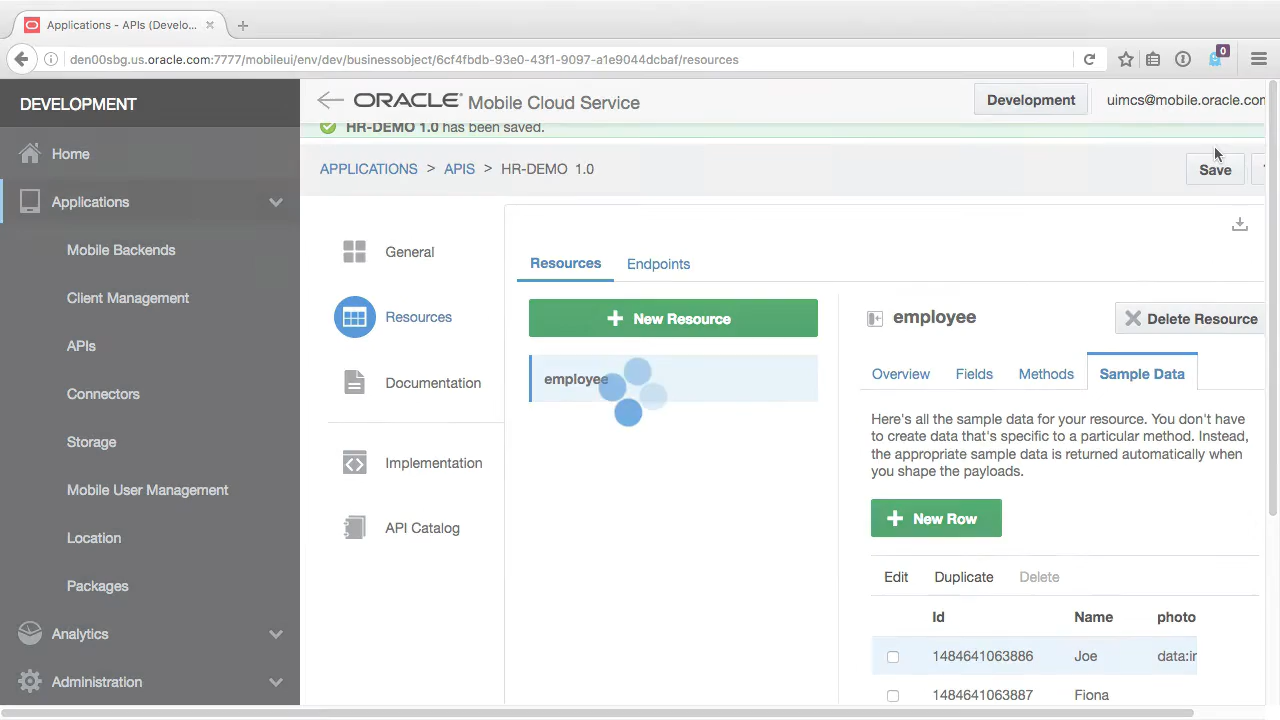 Applications - APIs (Develo...
den00sbg.us.oracle.com:7777/mobileui/env/dev/businessobject/6cf4fbdb-93e0-43f1-9097-a1e9044dcbaf/resources
0
DEVELOPMENT
ORACLE® Mobile Cloud Service
Development
uimcs@mobile.oracle.com
HR-DEMO 1.0 has been saved.
Home
APPLICATIONS > APIS > HR-DEMO 1.0
Save
Applications
Mobile Backends
Client Management
APIs
Connectors
Storage
Mobile User Management
Location
Packages
Analytics
Administration
General
Resources
Documentation
Implementation
API Catalog
Resources
Endpoints
New Resource
employee
employee
Delete Resource
Overview
Fields
Methods
Sample Data
Here's all the sample data for your resource. You don't have
to create data that's specific to a particular method. Instead,
the appropriate sample data is returned automatically when
you shape the payloads.
New Row
Edit
Duplicate
Delete
Id Name photo
1484641063886 Joe data:ir
1484641063887 Fiona